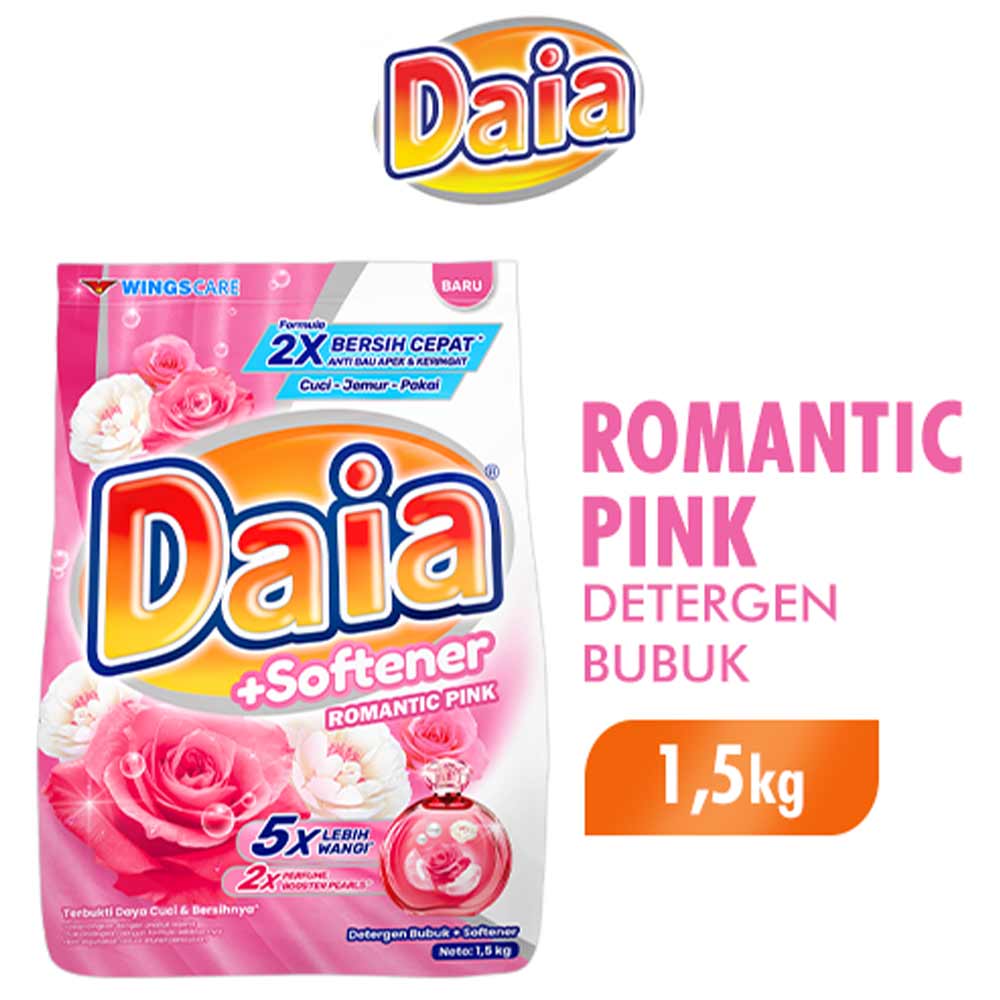 Daia
WINGSCARE
BARU
Formula
2X BERSIH CEPAT*
ANTI BAU APEK & KERINGAT
Cuci - Jemur - Pakai
Daia®
+Softener
ROMANTIC PINK
5X LEBIH
WANGI*
2X PERFUME
BOOSTER PEARLS*
Terbukti Daya Cuci & Bersihnya*
Detergen Bubuk + Softener
Neto: 1,5 kg
ROMANTIC
PINK
DETERGEN
BUBUK
1,5kg